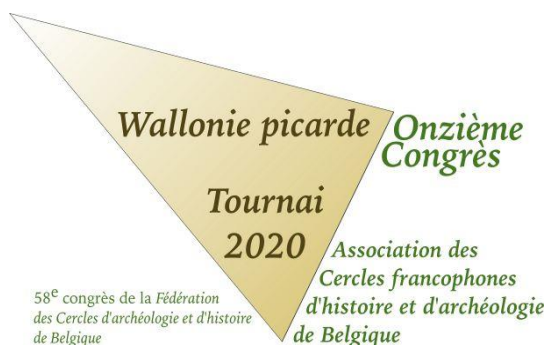 Wallonie picarde
Onzième
Congrès
Tournai
2020
Association des
Cercles francophones
d'histoire et d'archéologie
de Belgique
58e congrès de la Fédération
des Cercles d'archéologie et d'histoire
de Belgique